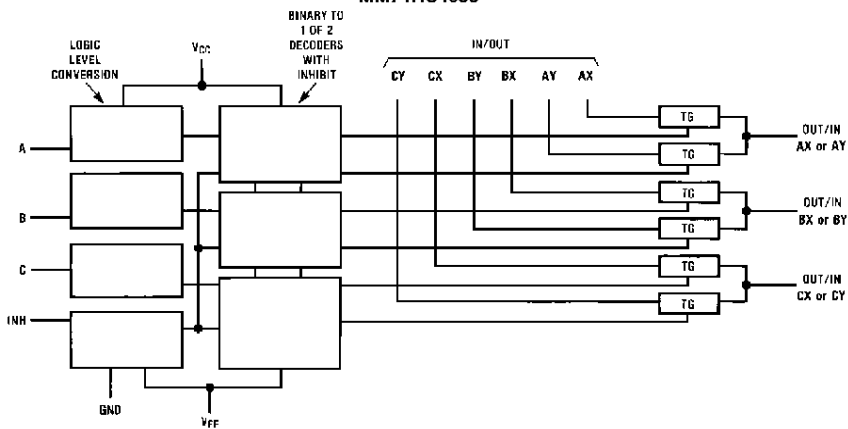 BINARY TO
1 OF 2
DECODERS
WITH
INHIBIT
LOGIC
LEVEL
CONVERSION
VCC
IN/OUT
CY CX BY BX AY AX
TG
A
OUT/IN
AX or AY
TG
TG
B
OUT/IN
BX or BY
TG
C
TG
OUT/IN
CX or CY
TG
INH
GND
VEE